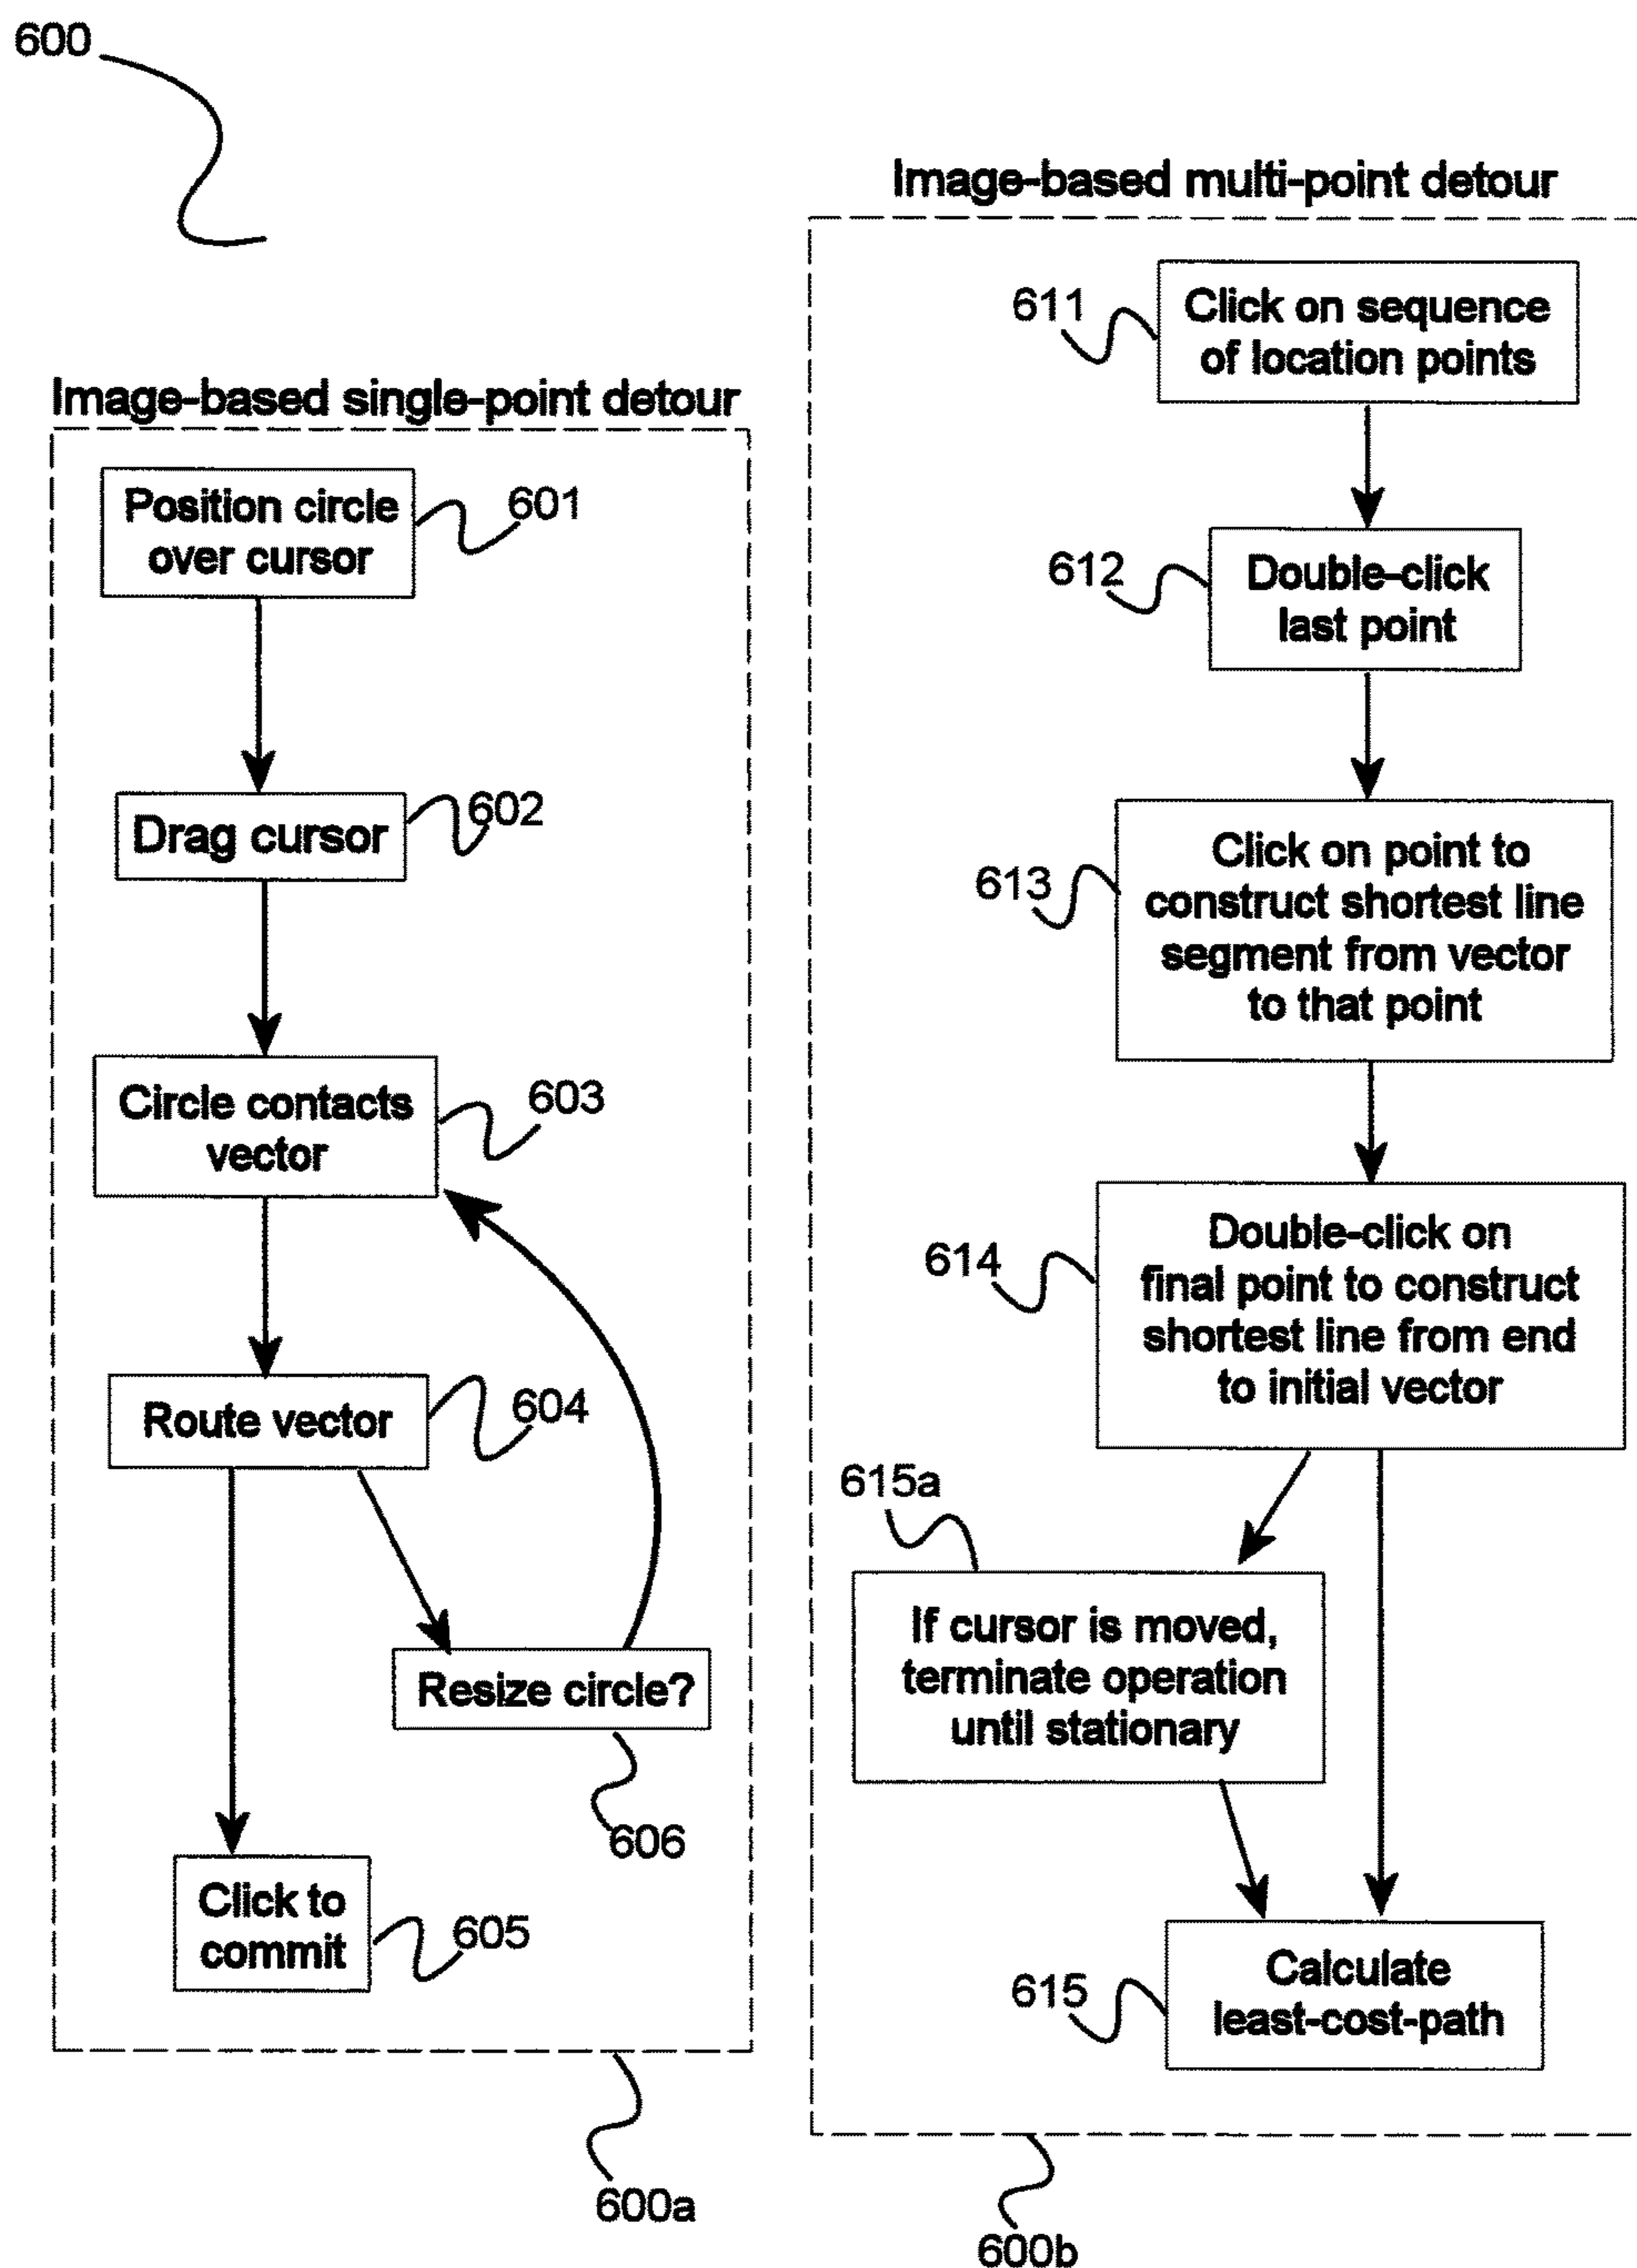 600
Image-based single-point detour
Position circle
over cursor
601
Drag cursor
602
Circle contacts
vector
603
Route vector
604
Resize circle?
606
Click to
commit
605
600a
Image-based multi-point detour
611
Click on sequence
of location points
612
Double-click
last point
613
Click on point to
construct shortest line
segment from vector
to that point
614
Double-click on
final point to construct
shortest line from end
to initial vector
615a
If cursor is moved,
terminate operation
until stationary
615
Calculate
least-cost-path
600b